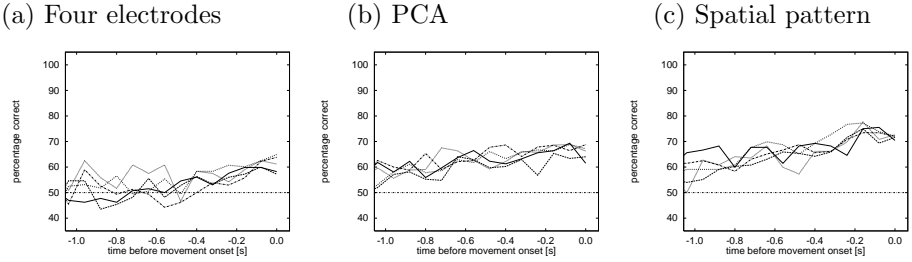 (a) Four electrodes
(b) PCA
(c) Spatial pattern
percentage correct
100
90
80
70
60
50
40
-1.0 -0.8 -0.6 -0.4 -0.2 0.0
time before movement onset [s]
percentage correct
100
90
80
70
60
50
40
-1.0 -0.8 -0.6 -0.4 -0.2 0.0
time before movement onset [s]
percentage correct
100
90
80
70
60
50
40
-1.0 -0.8 -0.6 -0.4 -0.2 0.0
time before movement onset [s]